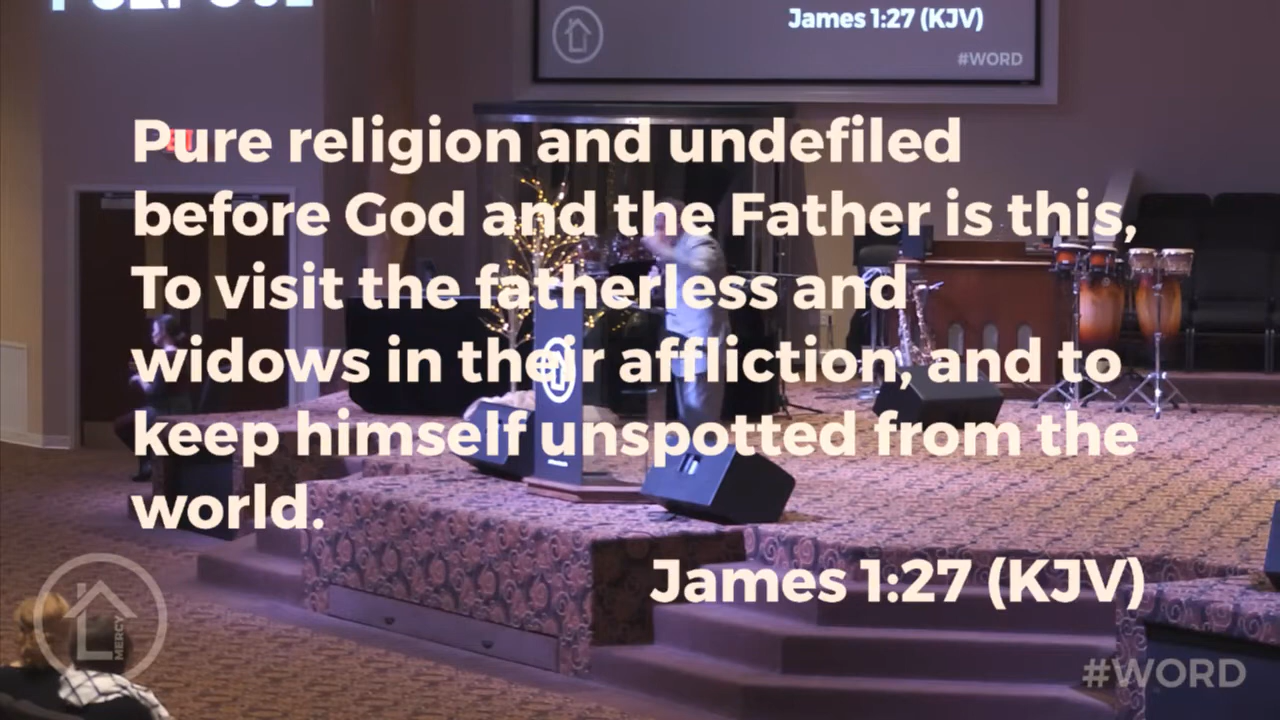 PURPOSE
James 1:27 (KJV)
#WORD
Pure religion and undefiled
before God and the Father is this,
To visit the fatherless and
widows in their affliction, and to
keep himself unspotted from the
world.
James 1:27 (KJV)
MERCY
#WORD